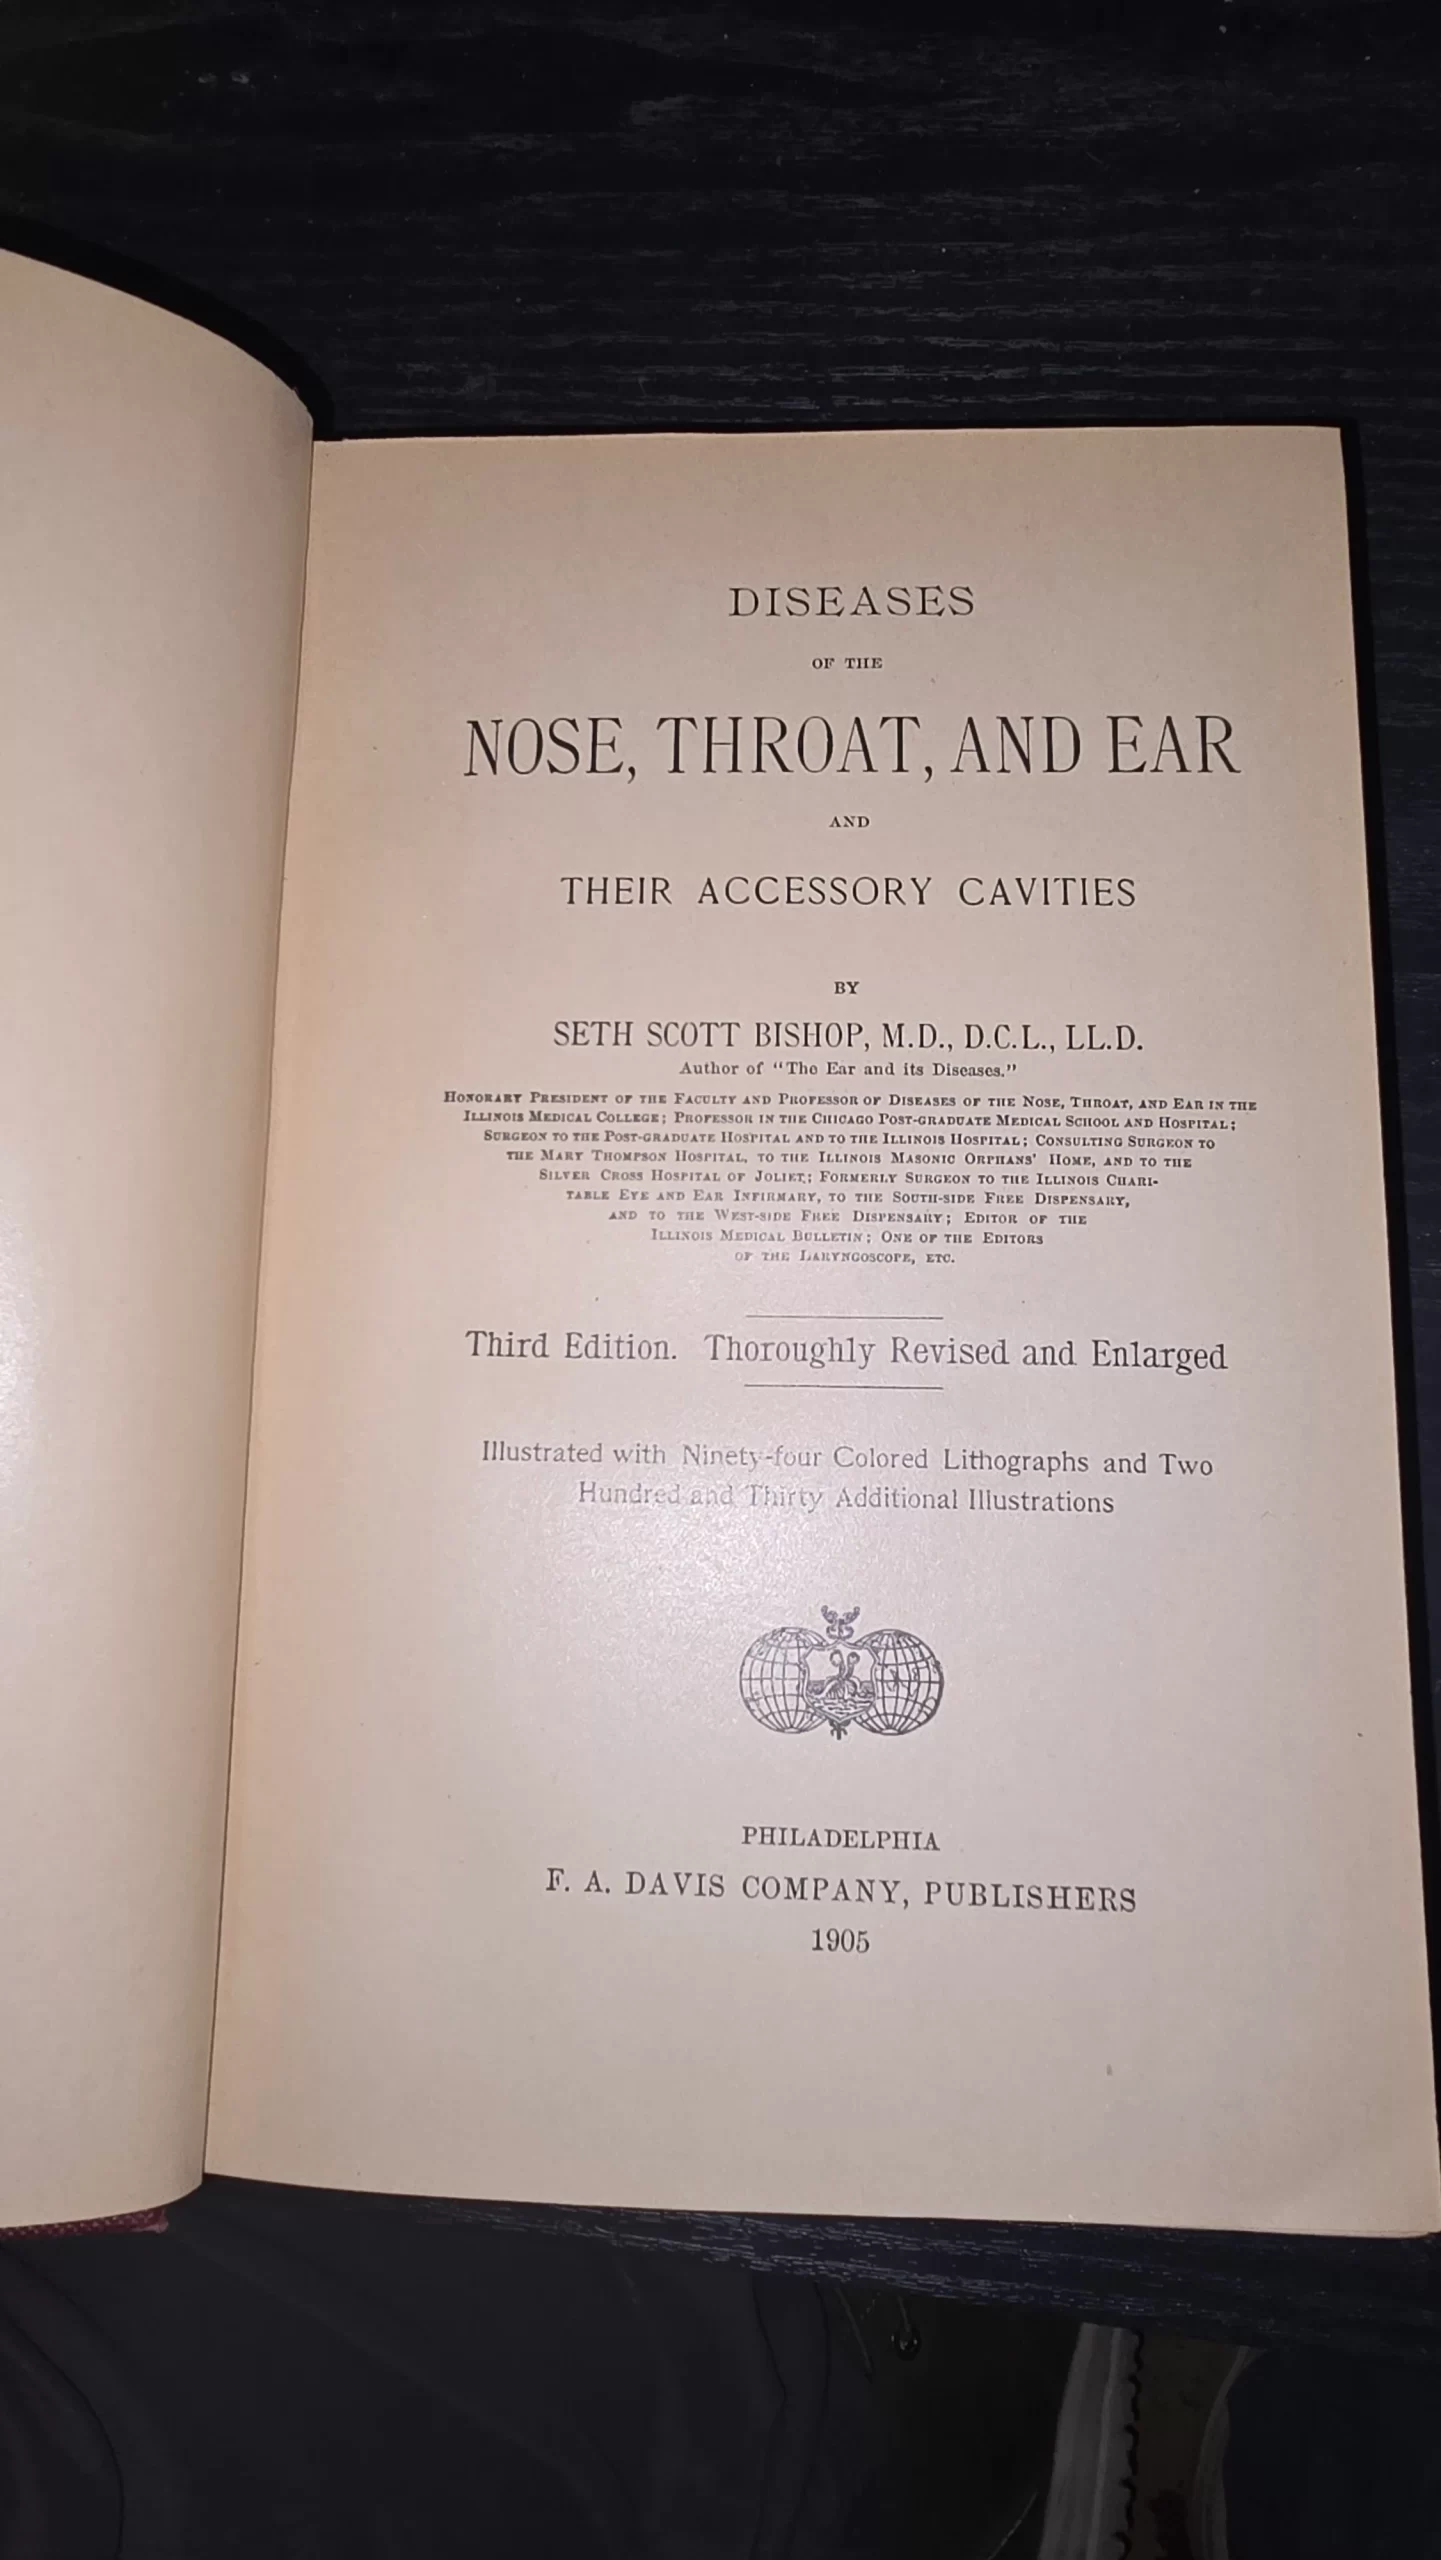 DISEASES
OF THE
NOSE, THROAT, AND EAR
AND
THEIR ACCESSORY CAVITIES
BY
SETH SCOTT BISHOP, M.D., D.C.L., LL.D.
Author of "The Ear and its Diseases."
HONORARY PRESIDENT OF THE FACULTY AND PROFESSOR OF DISEASES OF THE NOSE, THROAT, AND EAR IN THE
ILLINOIS MEDICAL COLLEGE; PROFESSOR IN THE CHICAGO POST-GRADUATE MEDICAL SCHOOL AND HOSPITAL;
SURGEON TO THE POST-GRADUATE HOSPITAL AND TO THE ILLINOIS HOSPITAL; CONSULTING SURGEON TO
THE MARY THOMPSON HOSPITAL, TO THE ILLINOIS MASONIC ORPHANS' HOME, AND TO THE
SILVER CROSS HOSPITAL OF JOLIET; FORMERLY SURGEON TO THE ILLINOIS CHARI-
TABLE EYE AND EAR INFIRMARY, TO THE SOUTH-SIDE FREE DISPENSARY,
AND TO THE WEST-SIDE FREE DISPENSARY; EDITOR OF THE
ILLINOIS MEDICAL BULLETIN; ONE OF THE EDITORS
OF THE LARYNGOSCOPE, ETC.
Third Edition. Thoroughly Revised and Enlarged
Illustrated with Ninety-four Colored Lithographs and Two
Hundred and Thirty Additional Illustrations
PHILADELPHIA
F. A. DAVIS COMPANY, PUBLISHERS
1905